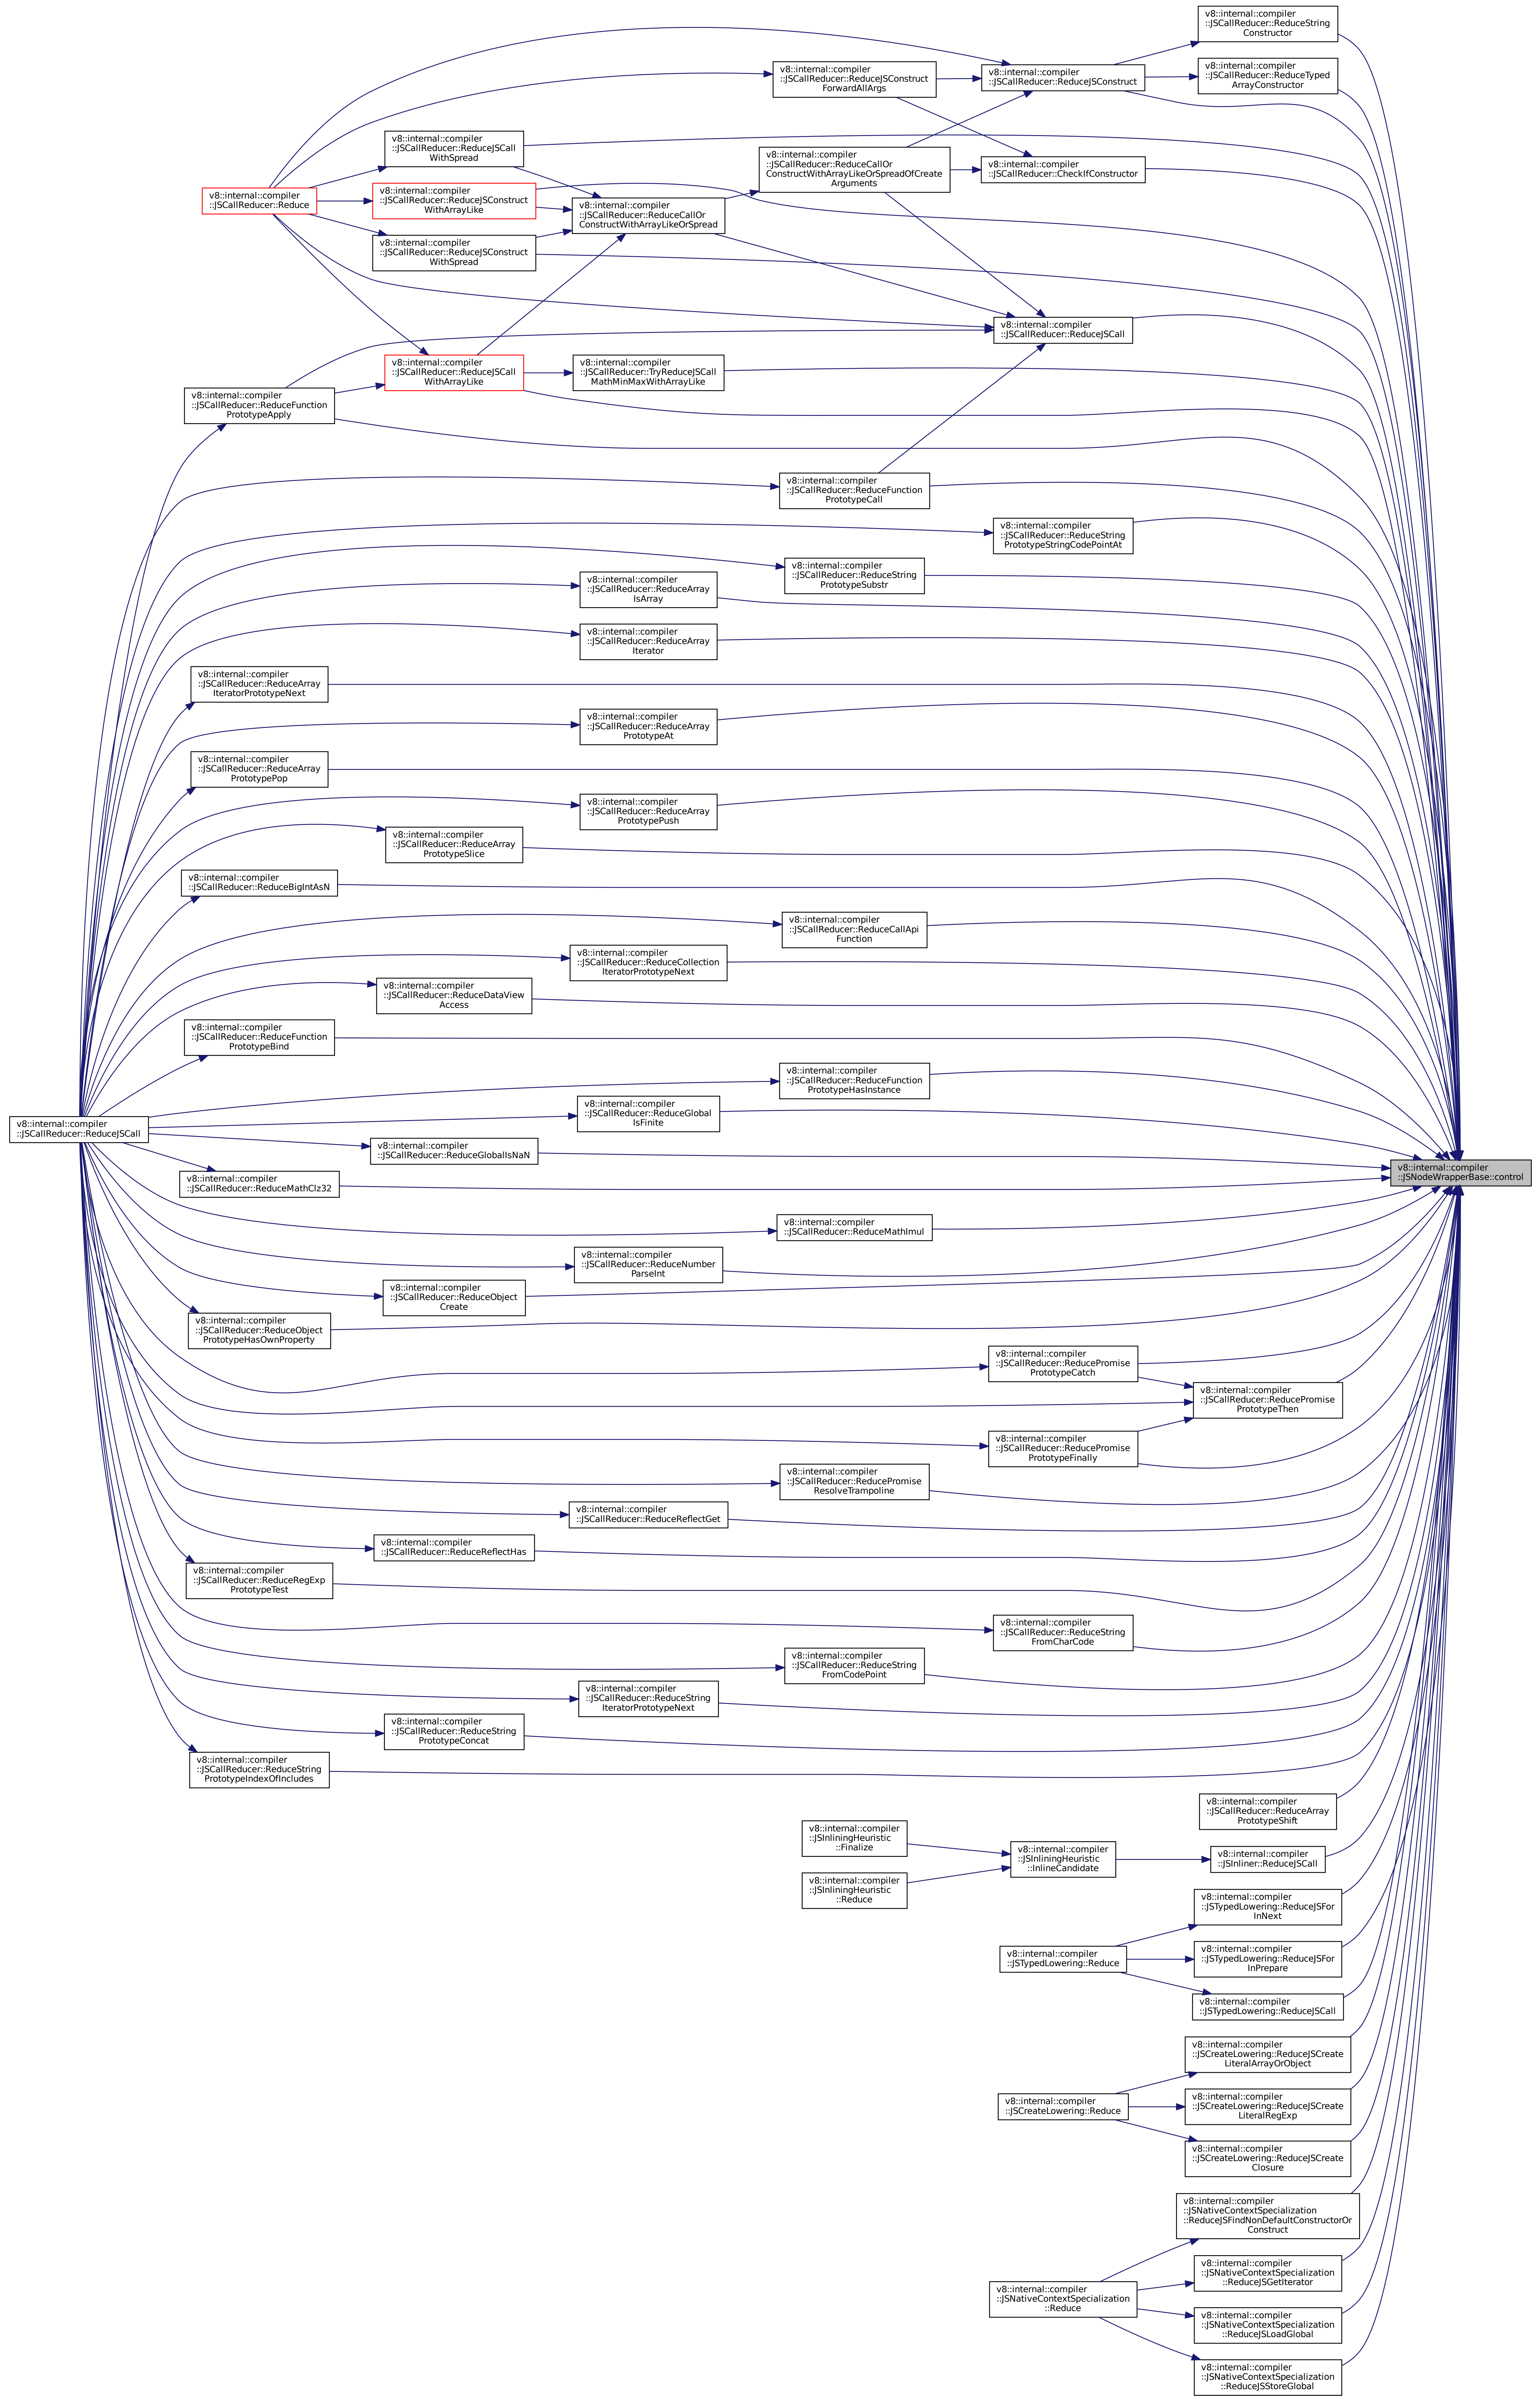 v8::internal::compiler
::JSCallReducer::ReduceString
Constructor
v8::internal::compiler
::JSCallReducer::ReduceJSConstruct
ForwardAllArgs
v8::internal::compiler
::JSCallReducer::ReduceJSConstruct
v8::internal::compiler
::JSCallReducer::ReduceTyped
ArrayConstructor
v8::internal::compiler
::JSCallReducer::ReduceJSCall
WithSpread
v8::internal::compiler
::JSCallReducer::ReduceCallOr
ConstructWithArrayLikeOrSpreadOfCreate
Arguments
v8::internal::compiler
::JSCallReducer::CheckIfConstructor
v8::internal::compiler
::JSCallReducer::Reduce
v8::internal::compiler
::JSCallReducer::ReduceJSConstruct
WithArrayLike
v8::internal::compiler
::JSCallReducer::ReduceCallOr
ConstructWithArrayLikeOrSpread
v8::internal::compiler
::JSCallReducer::ReduceJSConstruct
WithSpread
v8::internal::compiler
::JSCallReducer::ReduceJSCall
v8::internal::compiler
::JSCallReducer::ReduceJSCall
WithArrayLike
v8::internal::compiler
::JSCallReducer::TryReduceJSCall
MathMinMaxWithArrayLike
v8::internal::compiler
::JSCallReducer::ReduceFunction
PrototypeApply
v8::internal::compiler
::JSCallReducer::ReduceFunction
PrototypeCall
v8::internal::compiler
::JSCallReducer::ReduceString
PrototypeStringCodePointAt
v8::internal::compiler
::JSCallReducer::ReduceString
PrototypeSubstr
v8::internal::compiler
::JSCallReducer::ReduceArray
IsArray
v8::internal::compiler
::JSCallReducer::ReduceArray
Iterator
v8::internal::compiler
::JSCallReducer::ReduceArray
IteratorPrototypeNext
v8::internal::compiler
::JSCallReducer::ReduceArray
PrototypeAt
v8::internal::compiler
::JSCallReducer::ReduceArray
PrototypePop
v8::internal::compiler
::JSCallReducer::ReduceArray
PrototypePush
v8::internal::compiler
::JSCallReducer::ReduceArray
PrototypeSlice
v8::internal::compiler
::JSCallReducer::ReduceBigIntAsN
v8::internal::compiler
::JSCallReducer::ReduceCallApi
Function
v8::internal::compiler
::JSCallReducer::ReduceCollection
IteratorPrototypeNext
v8::internal::compiler
::JSCallReducer::ReduceDataView
Access
v8::internal::compiler
::JSCallReducer::ReduceFunction
PrototypeBind
v8::internal::compiler
::JSCallReducer::ReduceFunction
PrototypeHasInstance
v8::internal::compiler
::JSCallReducer::ReduceGlobal
IsFinite
v8::internal::compiler
::JSCallReducer::ReduceJSCall
v8::internal::compiler
::JSCallReducer::ReduceGlobalIsNaN
v8::internal::compiler
::JSNodeWrapperBase::control
v8::internal::compiler
::JSCallReducer::ReduceMathClz32
v8::internal::compiler
::JSCallReducer::ReduceMathImul
v8::internal::compiler
::JSCallReducer::ReduceNumber
ParseInt
v8::internal::compiler
::JSCallReducer::ReduceObject
Create
v8::internal::compiler
::JSCallReducer::ReduceObject
PrototypeHasOwnProperty
v8::internal::compiler
::JSCallReducer::ReducePromise
PrototypeCatch
v8::internal::compiler
::JSCallReducer::ReducePromise
PrototypeThen
v8::internal::compiler
::JSCallReducer::ReducePromise
PrototypeFinally
v8::internal::compiler
::JSCallReducer::ReducePromise
ResolveTrampoline
v8::internal::compiler
::JSCallReducer::ReduceReflectGet
v8::internal::compiler
::JSCallReducer::ReduceReflectHas
v8::internal::compiler
::JSCallReducer::ReduceRegExp
PrototypeTest
v8::internal::compiler
::JSCallReducer::ReduceString
FromCharCode
v8::internal::compiler
::JSCallReducer::ReduceString
FromCodePoint
v8::internal::compiler
::JSCallReducer::ReduceString
IteratorPrototypeNext
v8::internal::compiler
::JSCallReducer::ReduceString
PrototypeConcat
v8::internal::compiler
::JSCallReducer::ReduceString
PrototypeIndexOfIncludes
v8::internal::compiler
::JSCallReducer::ReduceArray
PrototypeShift
v8::internal::compiler
::JSInliningHeuristic
::Finalize
v8::internal::compiler
::JSInliningHeuristic
::InlineCandidate
v8::internal::compiler
::JSInliner::ReduceJSCall
v8::internal::compiler
::JSInliningHeuristic
::Reduce
v8::internal::compiler
::JSTypedLowering::ReduceJSFor
InNext
v8::internal::compiler
::JSTypedLowering::Reduce
v8::internal::compiler
::JSTypedLowering::ReduceJSFor
InPrepare
v8::internal::compiler
::JSTypedLowering::ReduceJSCall
v8::internal::compiler
::JSCreateLowering::ReduceJSCreate
LiteralArrayOrObject
v8::internal::compiler
::JSCreateLowering::Reduce
v8::internal::compiler
::JSCreateLowering::ReduceJSCreate
LiteralRegExp
v8::internal::compiler
::JSCreateLowering::ReduceJSCreate
Closure
v8::internal::compiler
::JSNativeContextSpecialization
::ReduceJSFindNonDefaultConstructorOr
Construct
v8::internal::compiler
::JSNativeContextSpecialization
::ReduceJSGetIterator
v8::internal::compiler
::JSNativeContextSpecialization
::Reduce
v8::internal::compiler
::JSNativeContextSpecialization
::ReduceJSLoadGlobal
v8::internal::compiler
::JSNativeContextSpecialization
::ReduceJSStoreGlobal